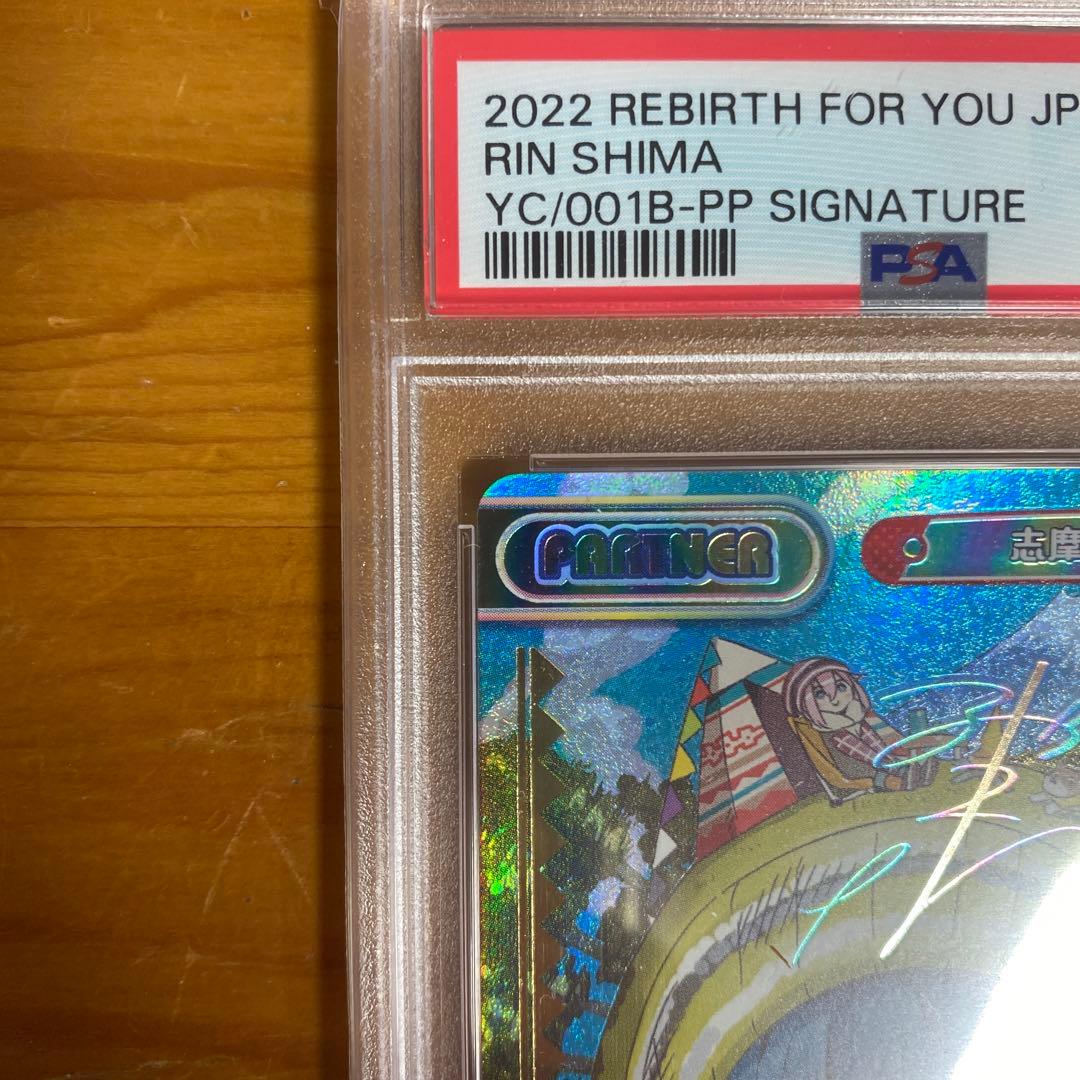 2022 REBIRTH FOR YOU JP
RIN SHIMA
YC/001B-PP SIGNATURE
PSA
PARTNER
志摩